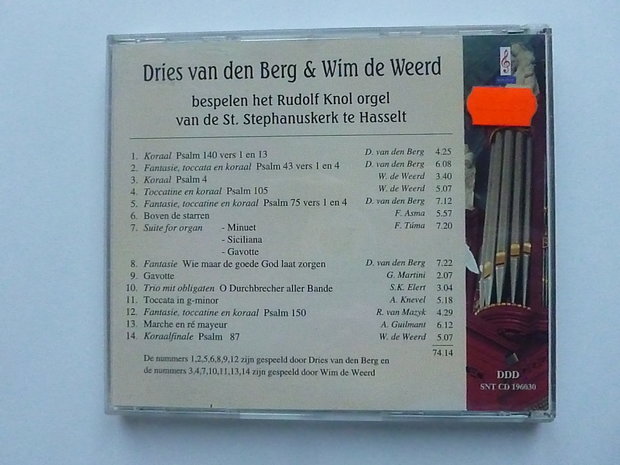 Dries van den Berg & Wim de Weerd
bespelen het Rudolf Knol orgel
van de St. Stephanuskerk te Hasselt
1. Koraal Psalm 140 vers 1 en 13 D. van den Berg 4.25
2. Fantasie, toccata en koraal Psalm 43 vers 1 en 4 D. van den Berg 6.08
3. Koraal Psalm 4 W. de Weerd 3.40
4. Toccatine en koraal Psalm 105 W. de Weerd 5.07
5. Fantasie, toccatine en koraal Psalm 75 vers 1 en 4 D. van den Berg 7.12
6. Boven de starren F. Asma 5.57
7. Suite for organ - Minuet F. Túma 7.20
- Siciliana
- Gavotte
8. Fantasie Wie maar de goede God laat zorgen D. van den Berg 7.22
9. Gavotte G. Martini 2.07
10. Trio mit obligaten O Durchbrecher aller Bande S.K. Elert 3.04
11. Toccata in g-minor A. Knevel 5.18
12. Fantasie, toccatine en koraal Psalm 150 R. van Mazyk 4.29
13. Marche en ré mayeur A. Guilmant 6.12
14. Koraalfinale Psalm 87 W. de Weerd 5.07
74.14
De nummers 1,2,5,6,8,9,12 zijn gespeeld door Dries van den Berg en
de nummers 3,4,7,10,11,13,14 zijn gespeeld door Wim de Weerd
DDD
SNT CD 196030